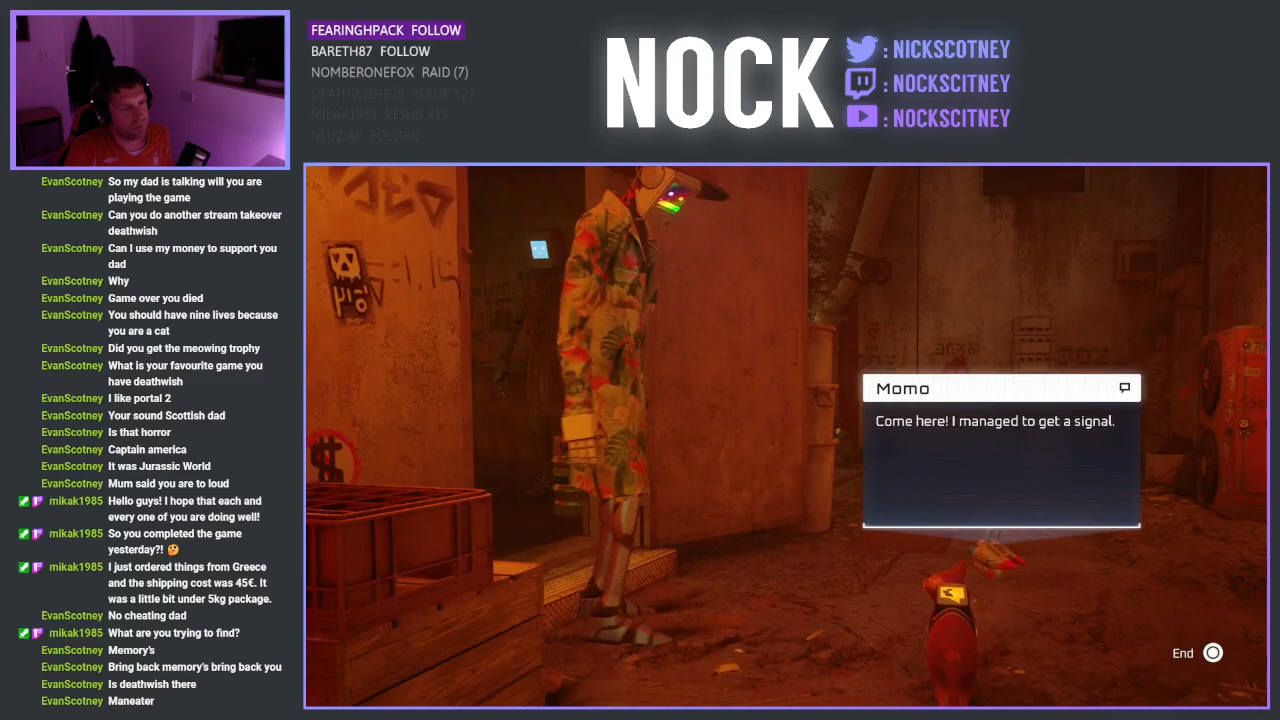 FEARINGHPACK FOLLOW
BARETH87 FOLLOW
NOMBERONEFOX RAID (7)
DEATHWISH808 RESUB X27
MIKAK1985 RESUB X19
NOCK
: NICKSCOTNEY
: NOCKSCITNEY
: NOCKSCITNEY
EvanScotney So my dad is talking will you are
playing the game
EvanScotney Can you do another stream takeover
deathwish
EvanScotney Can I use my money to support you
dad
EvanScotney Why
EvanScotney Game over you died
EvanScotney You should have nine lives because
you are a cat
EvanScotney Did you get the meowing trophy
EvanScotney What is your favourite game you
have deathwish
EvanScotney I like portal 2
EvanScotney Your sound Scottish dad
EvanScotney Is that horror
EvanScotney Captain america
EvanScotney It was Jurassic World
EvanScotney Mum said you are to loud
mikak1985 Hello guys! I hope that each and
every one of you are doing well!
mikak1985 So you completed the game
yesterday?! 🤔
mikak1985 I just ordered things from Greece
and the shipping cost was 45€. It
was a little bit under 5kg package.
EvanScotney No cheating dad
mikak1985 What are you trying to find?
EvanScotney Memory's
EvanScotney Bring back memory's bring back you
EvanScotney Is deathwish there
EvanScotney Maneater
Momo
Come here! I managed to get a signal.
End